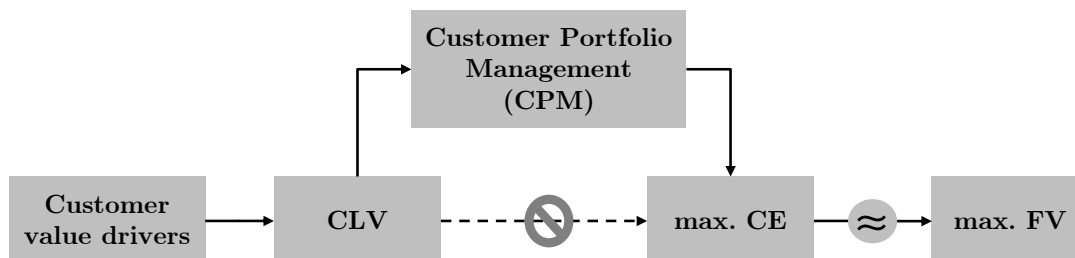 Customer Portfolio
Management
(CPM)
Customer
value drivers
CLV
max. CE
≈
max. FV